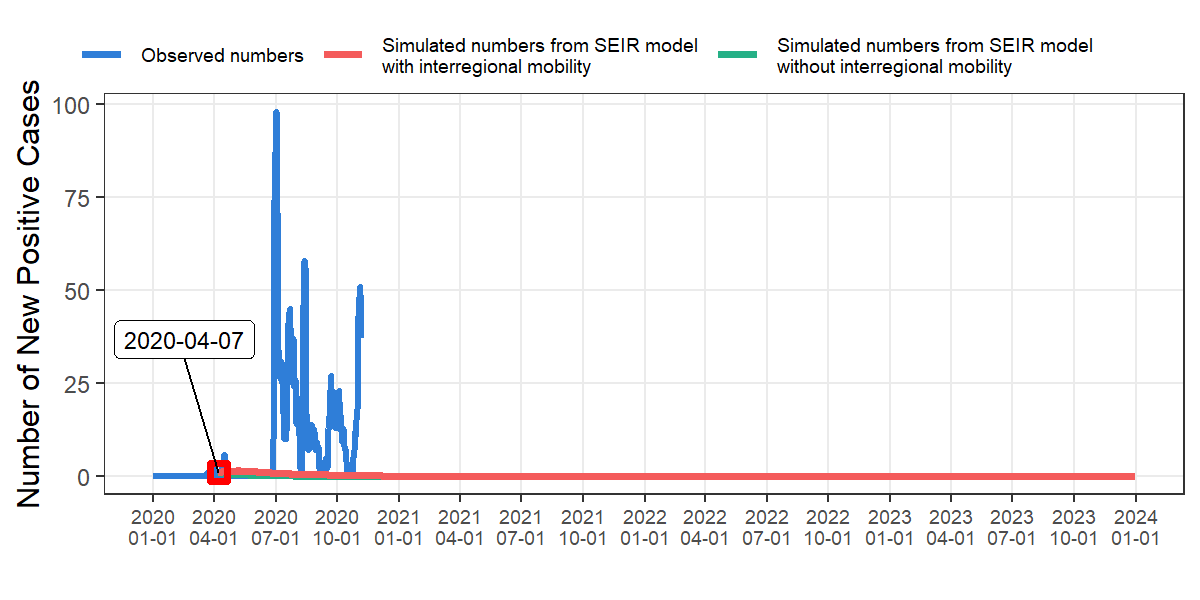 Observed numbers
Simulated numbers from SEIR model
with interregional mobility
Simulated numbers from SEIR model
without interregional mobility
Number of New Positive Cases
100
75
50
25
0
2020-04-07
2020 2020 2020 2020 2021 2021 2021 2021 2022 2022 2022 2022 2023 2023 2023 2023 2024
01-01 04-01 07-01 10-01 01-01 04-01 07-01 10-01 01-01 04-01 07-01 10-01 01-01 04-01 07-01 10-01 01-01